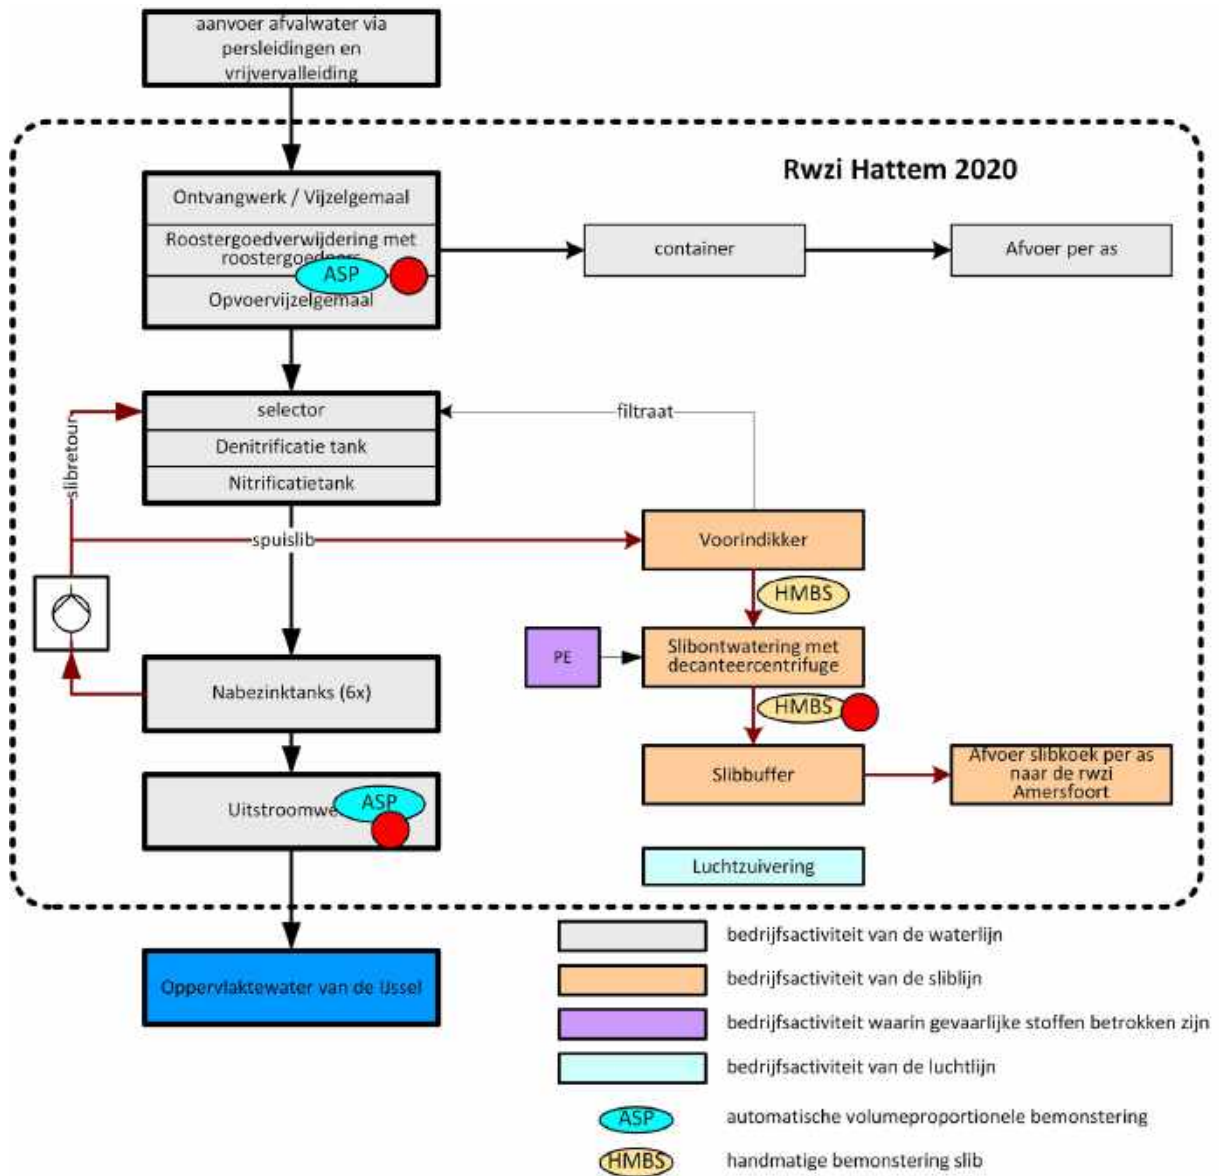 aanvoer afvalwater via
persleidingen en
vrijvervalleiding
Rwzi Hattem 2020
Ontvangwerk / Vijzelgemaal
Roostergoedverwijdering met
ASP
Opvoervijzelgemaal
container
Afvoer per as
selector
Denitrificatie tank
Nitrificatietank
filtraat
slibretour
spuislib
Voorindikker
HMBS
PE
Slibontwatering met
decanteercentrifuge
HMBS
Nabezinktanks (6x)
Slibbuffer
Afvoer slibkoek per as
naar de rwzi
Amersfoort
ASP
Luchtzuivering
Oppervlaktewater van de IJssel
bedrijfsactiviteit van de waterlijn
bedrijfsactiviteit van de sliblijn
bedrijfsactiviteit waarin gevaarlijke stoffen betrokken zijn
bedrijfsactiviteit van de luchtlijn
ASP automatische volumeproportionele bemonstering
HMBS handmatige bemonstering slib